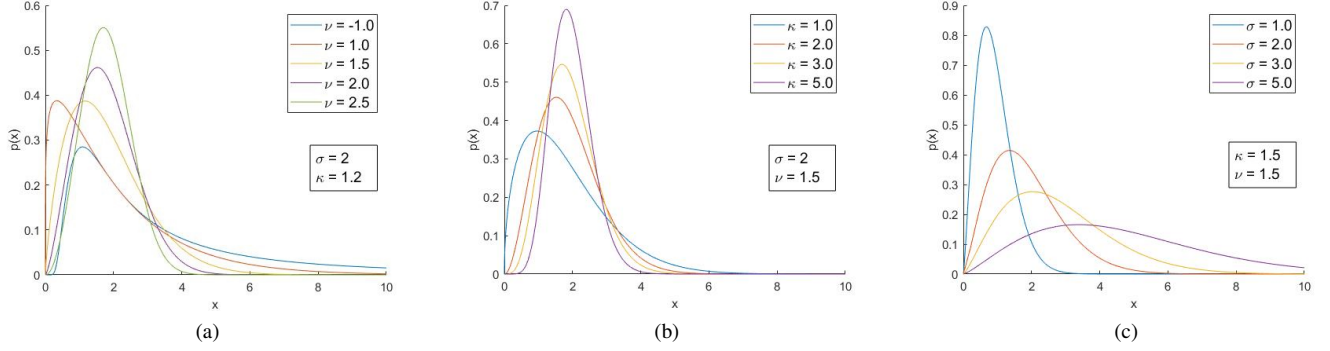 0.6
0.5
0.4
0.3
0.2
0.1
0
p(x)
0 2 4 6 8 10
x
ν = -1.0
ν = 1.0
ν = 1.5
ν = 2.0
ν = 2.5
σ = 2
κ = 1.2
(a)
0.7
0.6
0.5
0.4
0.3
0.2
0.1
0
p(x)
0 2 4 6 8 10
x
κ = 1.0
κ = 2.0
κ = 3.0
κ = 5.0
σ = 2
ν = 1.5
(b)
0.9
0.8
0.7
0.6
0.5
0.4
0.3
0.2
0.1
0
p(x)
0 2 4 6 8 10
x
σ = 1.0
σ = 2.0
σ = 3.0
σ = 5.0
κ = 1.5
ν = 1.5
(c)